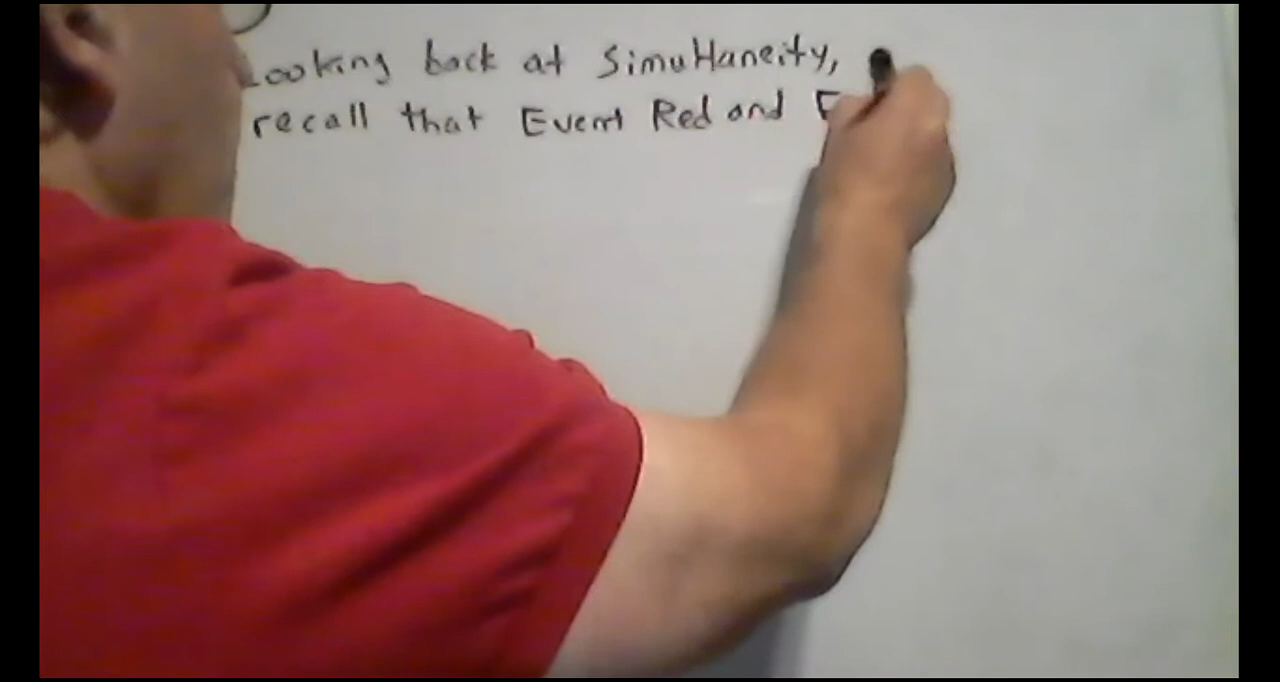 Looking back at Simultaneity,
recall that Event Red and E